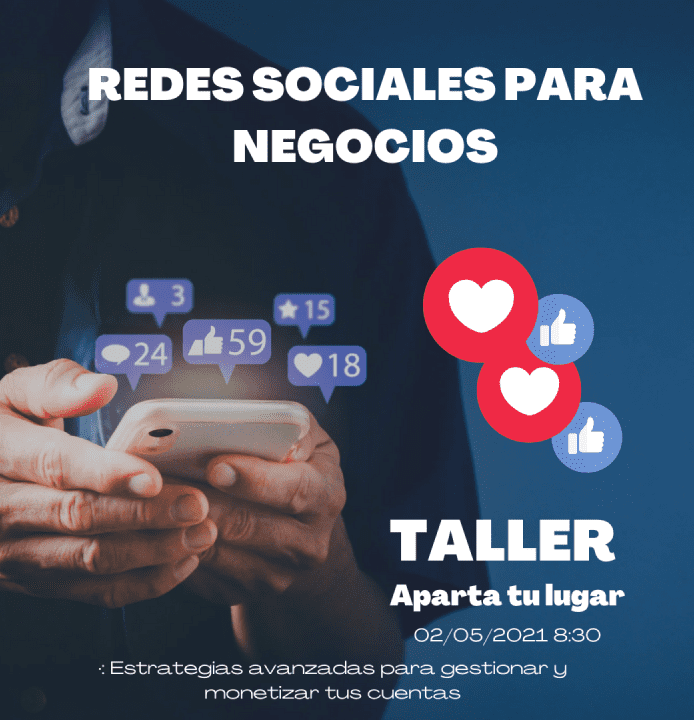 REDES SOCIALES PARA
NEGOCIOS
3
15
24
59
18
TALLER
Aparta tu lugar
02/05/2021 8:30
·: Estrategias avanzadas para gestionar y
monetizar tus cuentas